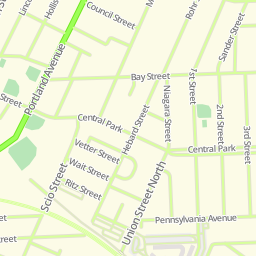 Council Street
Rohr
Sander Street
Portland Avenue
Bay Street
Street
Central Park
Hebard Street
Niagara Street
1st Street
2nd Street
3rd Street
Central Park
Vetter Street
Wait Street
Ritz Street
Scio Street
Union Street North
Pennsylvania Avenue